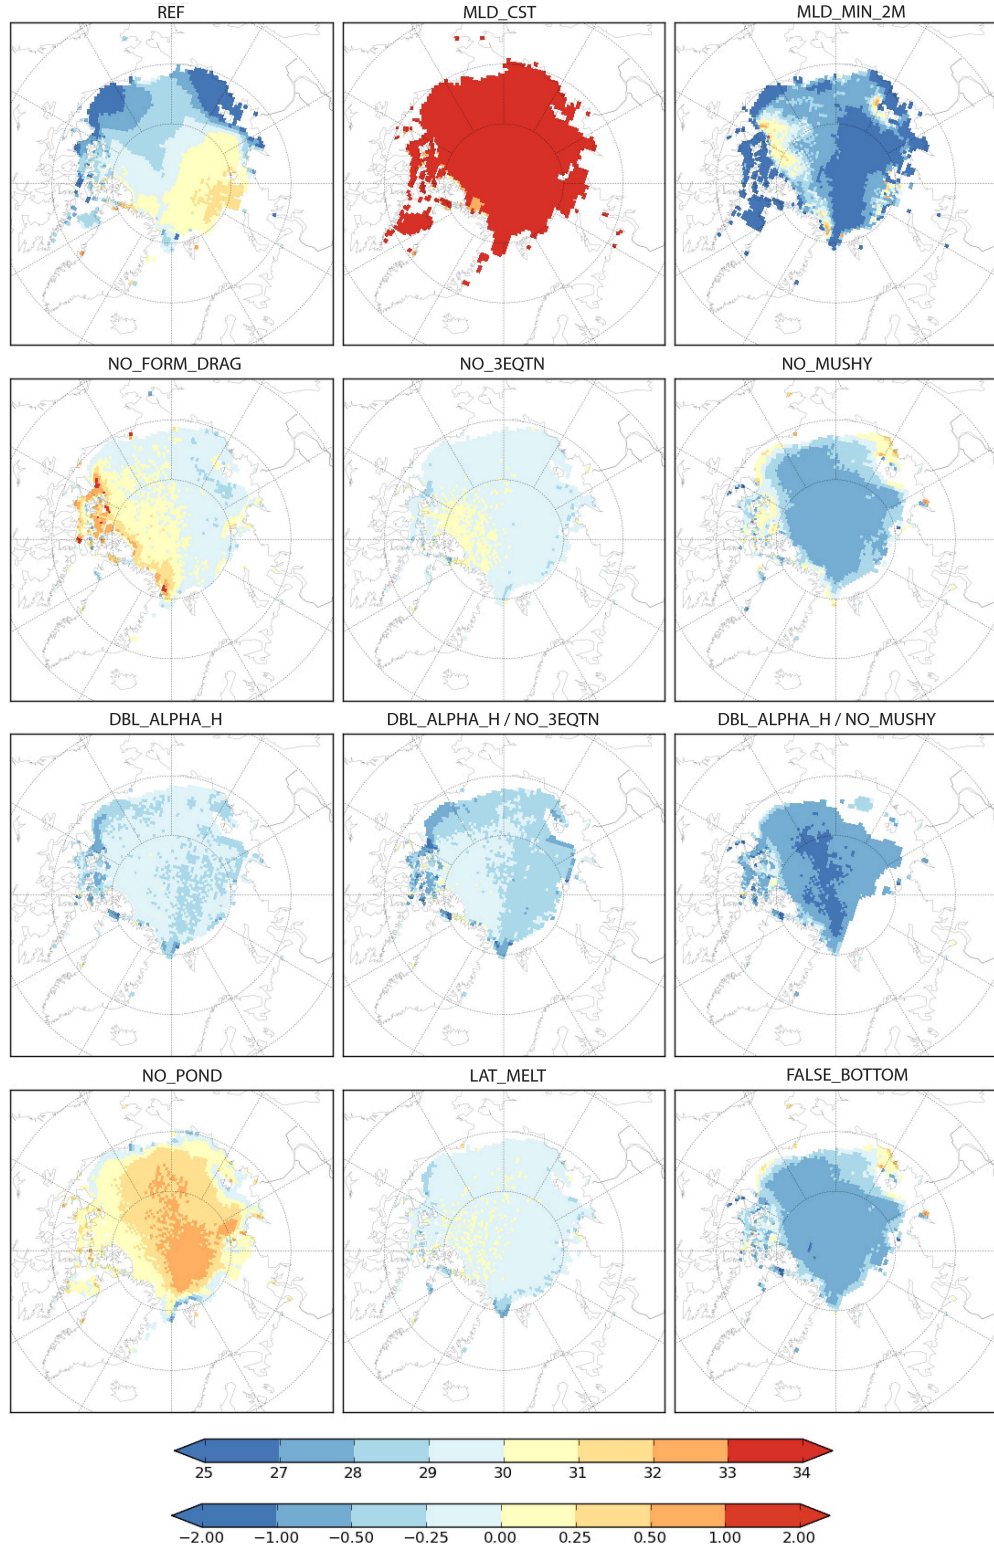 REF MLD_CST MLD_MIN_2M
NO_FORM_DRAG NO_3EQTN NO_MUSHY
DBL_ALPHA_H DBL_ALPHA_H / NO_3EQTN DBL_ALPHA_H / NO_MUSHY
NO_POND LAT_MELT FALSE_BOTTOM
25 27 28 29 30 31 32 33 34
−2.00 −1.00 −0.50 −0.25 0.00 0.25 0.50 1.00 2.00